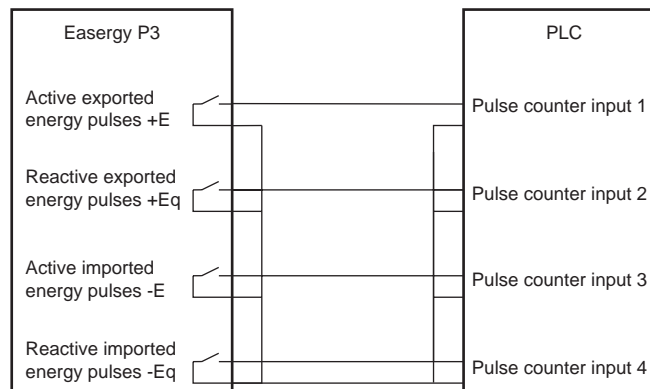 Easergy P3
PLC
Active exported
energy pulses +E
Pulse counter input 1
Reactive exported
energy pulses +Eq
Pulse counter input 2
Active imported
energy pulses -E
Pulse counter input 3
Reactive imported
energy pulses -Eq
Pulse counter input 4